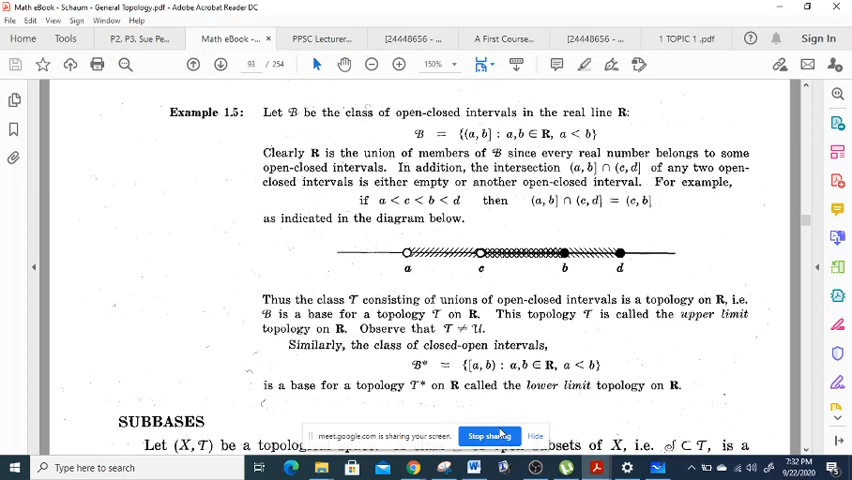 Math eBook - Schaum - General Topology.pdf - Adobe Acrobat Reader DC
File Edit View Sign Window Help
Home Tools P2. P3. Sue Pe... Math eBook -... × PPSC Lecturer... [24448656 -... A First Course... [24448656 -... 1 TOPIC 1 .pdf Sign In
93 / 254 150%
Example 1.5: Let ℬ be the class of open-closed intervals in the real line R:
ℬ = {(a, b] : a, b ∈ R, a < b}
Clearly R is the union of members of ℬ since every real number belongs to some
open-closed intervals. In addition, the intersection (a, b] ∩ (c, d] of any two open-
closed intervals is either empty or another open-closed interval. For example,
if a < c < b < d then (a, b] ∩ (c, d] = (c, b]
as indicated in the diagram below.
a c b d
Thus the class 𝒯 consisting of unions of open-closed intervals is a topology on R, i.e.
ℬ is a base for a topology 𝒯 on R. This topology 𝒯 is called the upper limit
topology on R. Observe that 𝒯 ≠ 𝒰.
Similarly, the class of closed-open intervals,
ℬ* = {[a, b) : a, b ∈ R, a < b}
is a base for a topology 𝒯* on R called the lower limit topology on R.
SUBBASES
meet.google.com is sharing your screen. Stop sharing Hide
Let (X, 𝒯) be a topological subsets of X, i.e. 𝒮 ⊂ 𝒯, is a
Type here to search
7:32 PM
9/22/2020